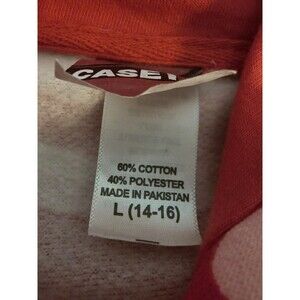 CASE
60% COTTON
40% POLYESTER
MADE IN PAKISTAN
L (14-16)